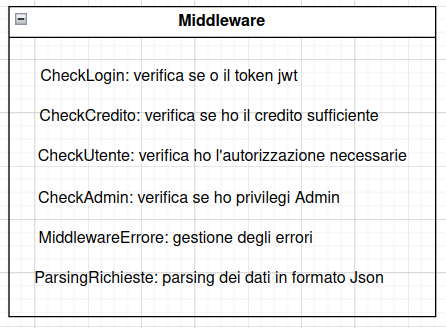 Middleware
CheckLogin: verifica se o il token jwt
CheckCredito: verifica se ho il credito sufficiente
CheckUtente: verifica ho l'autorizzazione necessarie
CheckAdmin: verifica se ho privilegi Admin
MiddlewareErrore: gestione degli errori
ParsingRichieste: parsing dei dati in formato Json